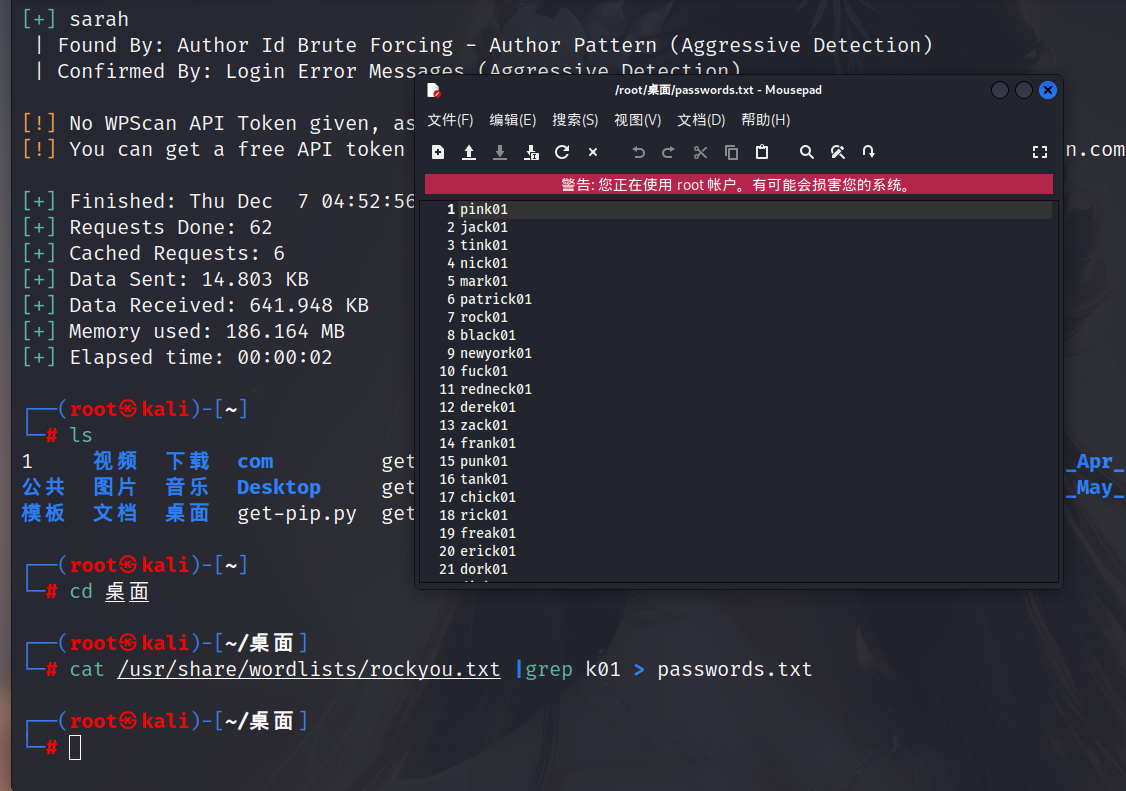 [+] sarah
| Found By: Author Id Brute Forcing - Author Pattern (Aggressive Detection)
| Confirmed By: Login Error Messages (Aggressive Detection)
[!] No WPScan API Token given, as
[!] You can get a free API token
n.com
[+] Finished: Thu Dec  7 04:52:56
[+] Requests Done: 62
[+] Cached Requests: 6
[+] Data Sent: 14.803 KB
[+] Data Received: 641.948 KB
[+] Memory used: 186.164 MB
[+] Elapsed time: 00:00:02
┌──(root㉿kali)-[~]
└─# ls
1 视频 下载 com get _Apr_
公共 图片 音乐 Desktop get _May_
模板 文档 桌面 get-pip.py get
┌──(root㉿kali)-[~]
└─# cd 桌面
┌──(root㉿kali)-[~/桌面]
└─# cat /usr/share/wordlists/rockyou.txt |grep k01 > passwords.txt
┌──(root㉿kali)-[~/桌面]
└─#
/root/桌面/passwords.txt - Mousepad
文件(F) 编辑(E) 搜索(S) 视图(V) 文档(D) 帮助(H)
警告: 您正在使用 root 帐户。有可能会损害您的系统。
1 pink01
2 jack01
3 tink01
4 nick01
5 mark01
6 patrick01
7 rock01
8 black01
9 newyork01
10 fuck01
11 redneck01
12 derek01
13 zack01
14 frank01
15 punk01
16 tank01
17 chick01
18 rick01
19 freak01
20 erick01
21 dork01